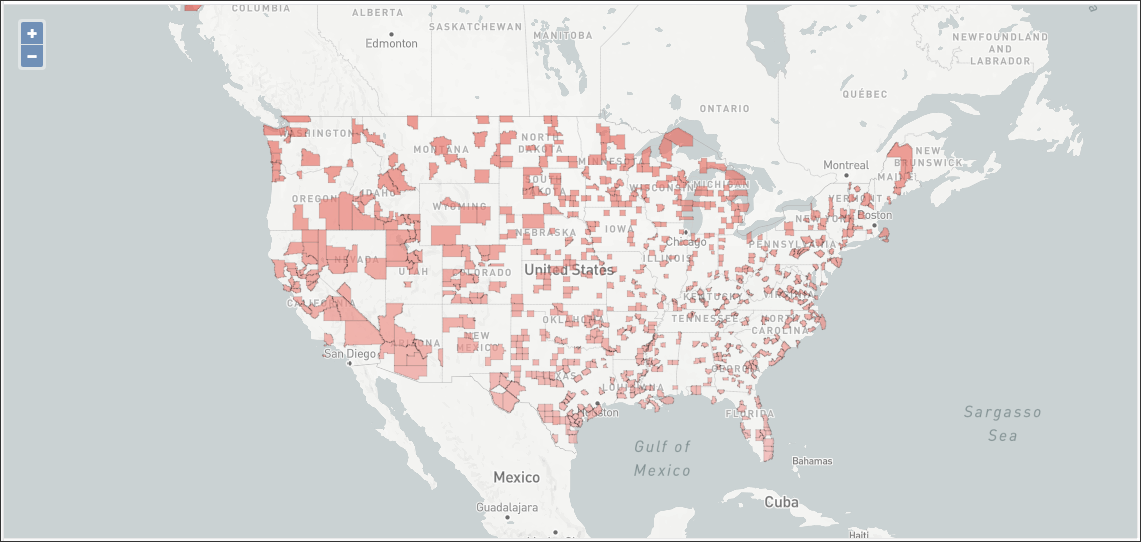 +
−
COLUMBIA
ALBERTA
Edmonton
SASKATCHEWAN
MANITOBA
ONTARIO
QUÉBEC
NEWFOUNDLAND
AND
LABRADOR
NEW
BRUNSWICK
Montreal
MAINE
VERMONT
NEW YORK
Boston
WASHINGTON
MONTANA
NORTH
DAKOTA
MINNESOTA
OREGON
IDAHO
SOUTH
DAKOTA
WISCONSIN
MICHIGAN
WYOMING
NEBRASKA
IOWA
Chicago
PENNSYLVANIA
NEVADA
UTAH
COLORADO
United States
ILLINOIS
CALIFORNIA
KENTUCKY
VIRGINIA
ARIZONA
NEW
MEXICO
OKLAHOMA
TENNESSEE
NORTH
CAROLINA
San Diego
TEXAS
LOUISIANA
GEORGIA
Houston
FLORIDA
Gulf of
Mexico
Sargasso
Sea
Bahamas
Mexico
Cuba
Guadalajara
Haiti